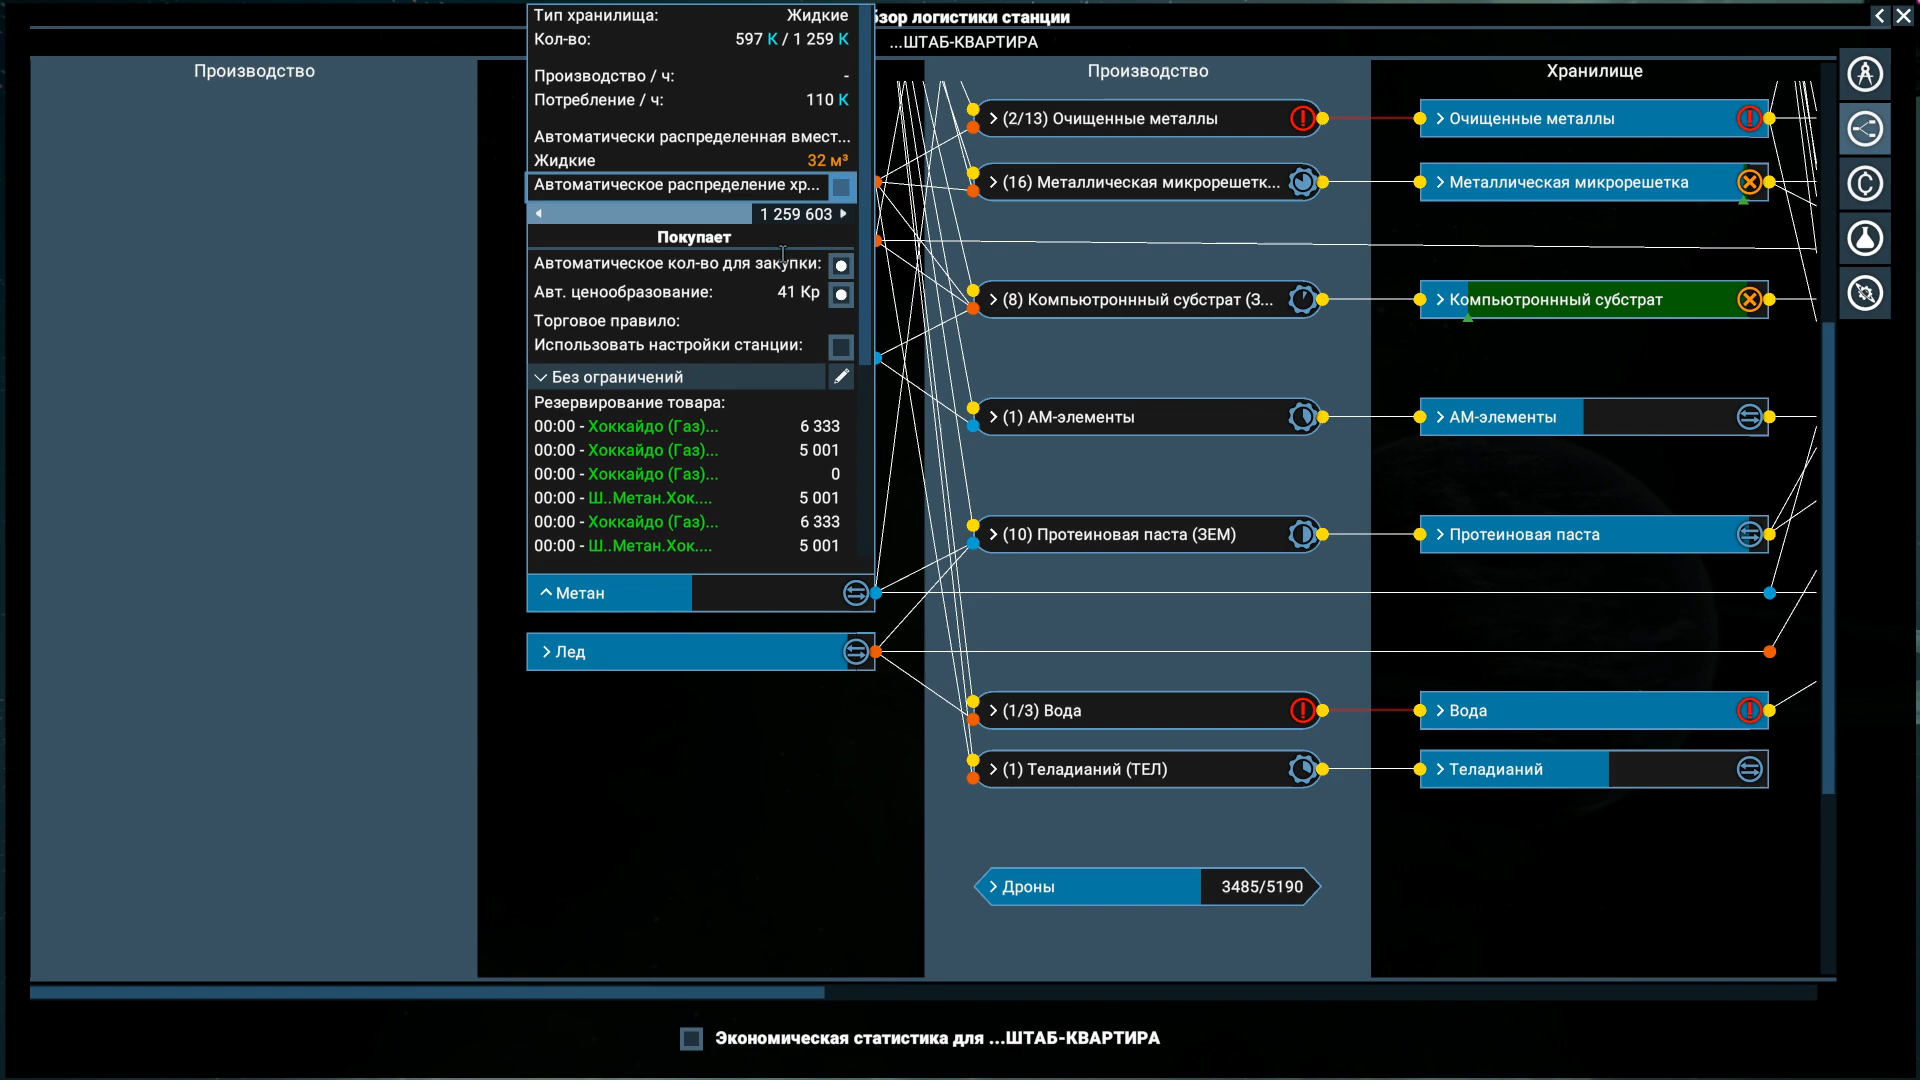 бзор логистики станции
...ШТАБ-КВАРТИРА
Производство
Тип хранилища: Жидкие
Кол-во: 597 К / 1 259 К
Производство / ч: -
Потребление / ч: 110 К
Автоматически распределенная вмест...
Жидкие 32 м³
Автоматическое распределение хр...
1 259 603
Покупает
Автоматическое кол-во для закупки:
Авт. ценообразование: 41 Кр
Торговое правило:
Использовать настройки станции:
Без ограничений
Резервирование товара:
00:00 - Хоккайдо (Газ)... 6 333
00:00 - Хоккайдо (Газ)... 5 001
00:00 - Хоккайдо (Газ)... 0
00:00 - Ш..Метан.Хок.... 5 001
00:00 - Хоккайдо (Газ)... 6 333
00:00 - Ш..Метан.Хок.... 5 001
Метан
Лед
Производство
(2/13) Очищенные металлы
(16) Металлическая микрорешетк...
(8) Компьютроннный субстрат (З...
(1) АМ-элементы
(10) Протеиновая паста (ЗЕМ)
(1/3) Вода
(1) Теладианий (ТЕЛ)
Дроны 3485/5190
Хранилище
Очищенные металлы
Металлическая микрорешетка
Компьютроннный субстрат
АМ-элементы
Протеиновая паста
Вода
Теладианий
Экономическая статистика для ...ШТАБ-КВАРТИРА